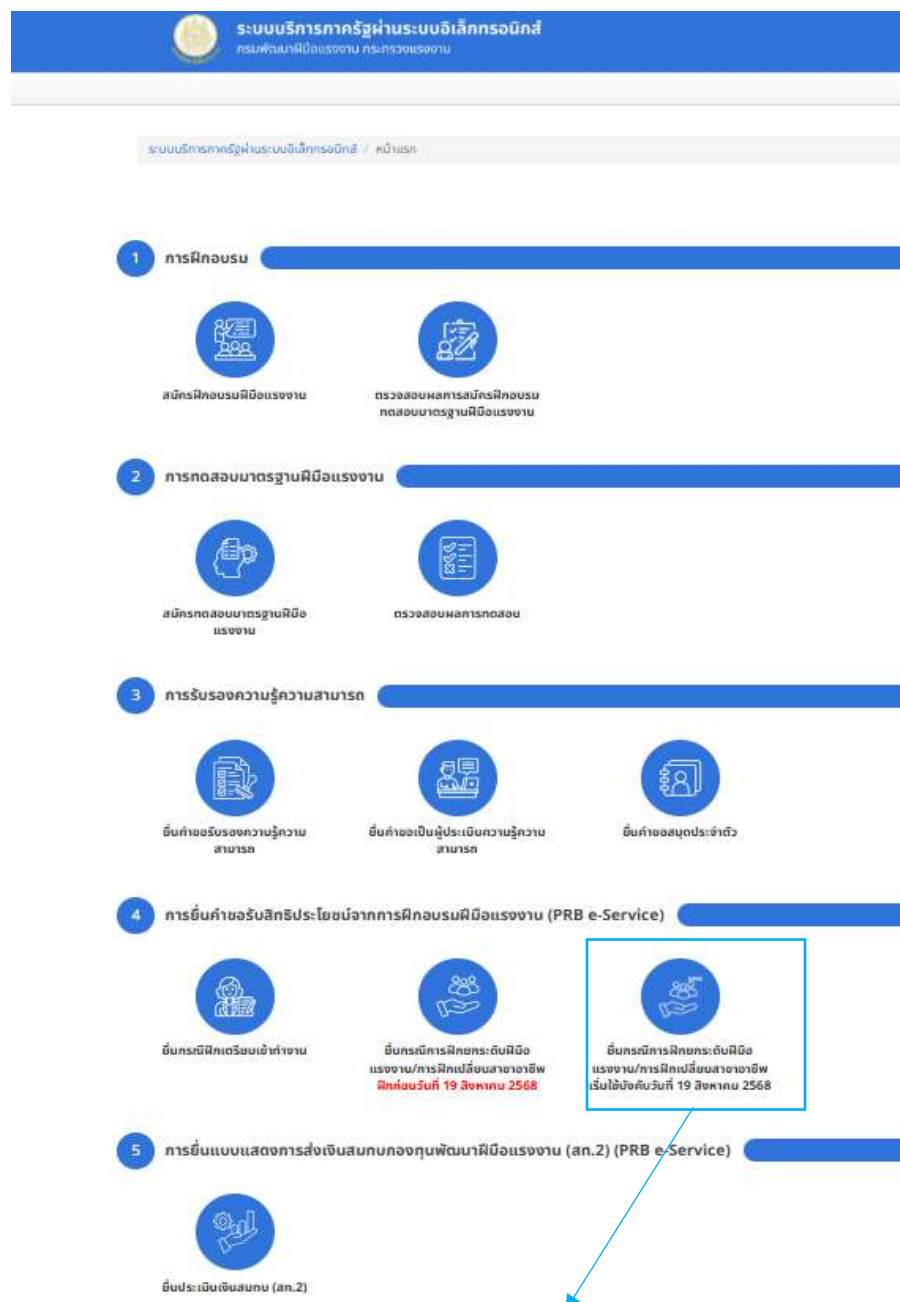 ระบบบริการภาครัฐผ่านระบบอิเล็กทรอนิกส์
กรมพัฒนาฝีมือแรงงาน กระทรวงแรงงาน
ระบบบริการภาครัฐผ่านระบบอิเล็กทรอนิกส์ / หน้าแรก
1 การฝึกอบรม
สมัครฝึกอบรมฝีมือแรงงาน
ตรวจสอบผลการสมัครฝึกอบรม
ทดสอบมาตรฐานฝีมือแรงงาน
2 การทดสอบมาตรฐานฝีมือแรงงาน
สมัครทดสอบมาตรฐานฝีมือ
แรงงาน
ตรวจสอบผลการทดสอบ
3 การรับรองความรู้ความสามารถ
ยื่นคำขอรับรองความรู้ความ
สามารถ
ยื่นคำขอเป็นผู้ประเมินความรู้ความ
สามารถ
ยื่นคำขอสมุดประจำตัว
4 การยื่นคำขอรับสิทธิประโยชน์จากการฝึกอบรมฝีมือแรงงาน (PRB e-Service)
ยื่นกรณีฝึกเตรียมเข้าทำงาน
ยื่นกรณีการฝึกยกระดับฝีมือ
แรงงาน/การฝึกเปลี่ยนสาขาอาชีพ
ฝึกก่อนวันที่ 19 สิงหาคม 2568
ยื่นกรณีการฝึกยกระดับฝีมือ
แรงงาน/การฝึกเปลี่ยนสาขาอาชีพ
เริ่มใช้บังคับวันที่ 19 สิงหาคม 2568
5 การยื่นแบบแสดงการส่งเงินสมทบกองทุนพัฒนาฝีมือแรงงาน (สท.2) (PRB e-Service)
ยื่นประเมินเงินสมทบ (สท.2)